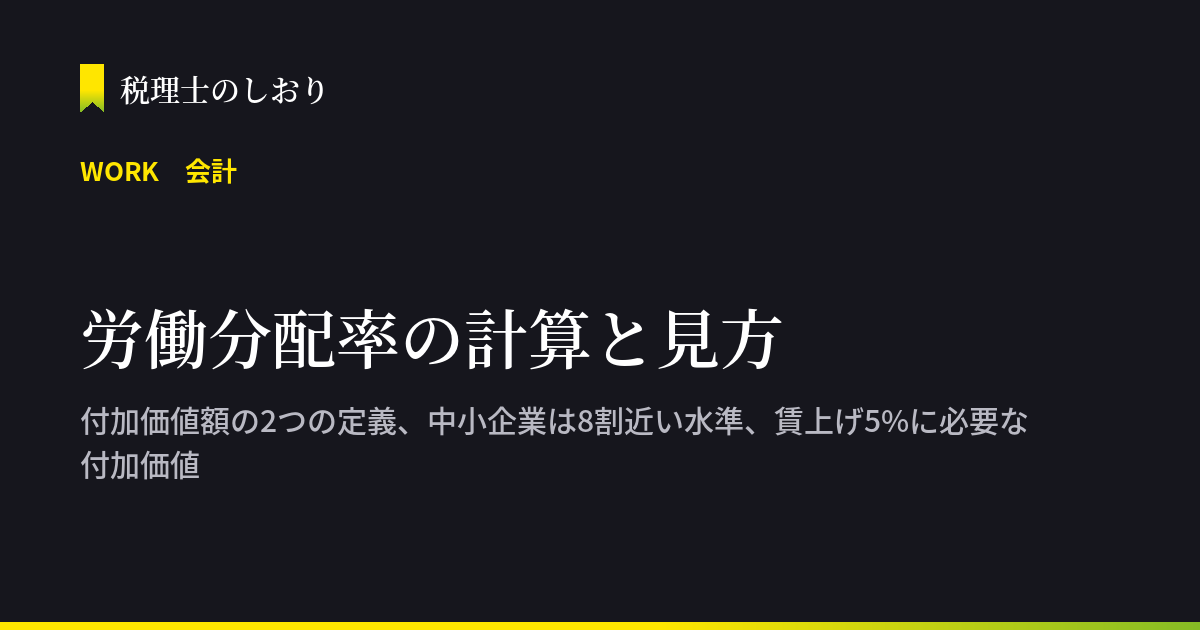 税理士のしおり
WORK　会計
労働分配率の計算と見方
付加価値額の2つの定義、中小企業は8割近い水準、賃上げ5%に必要な
付加価値